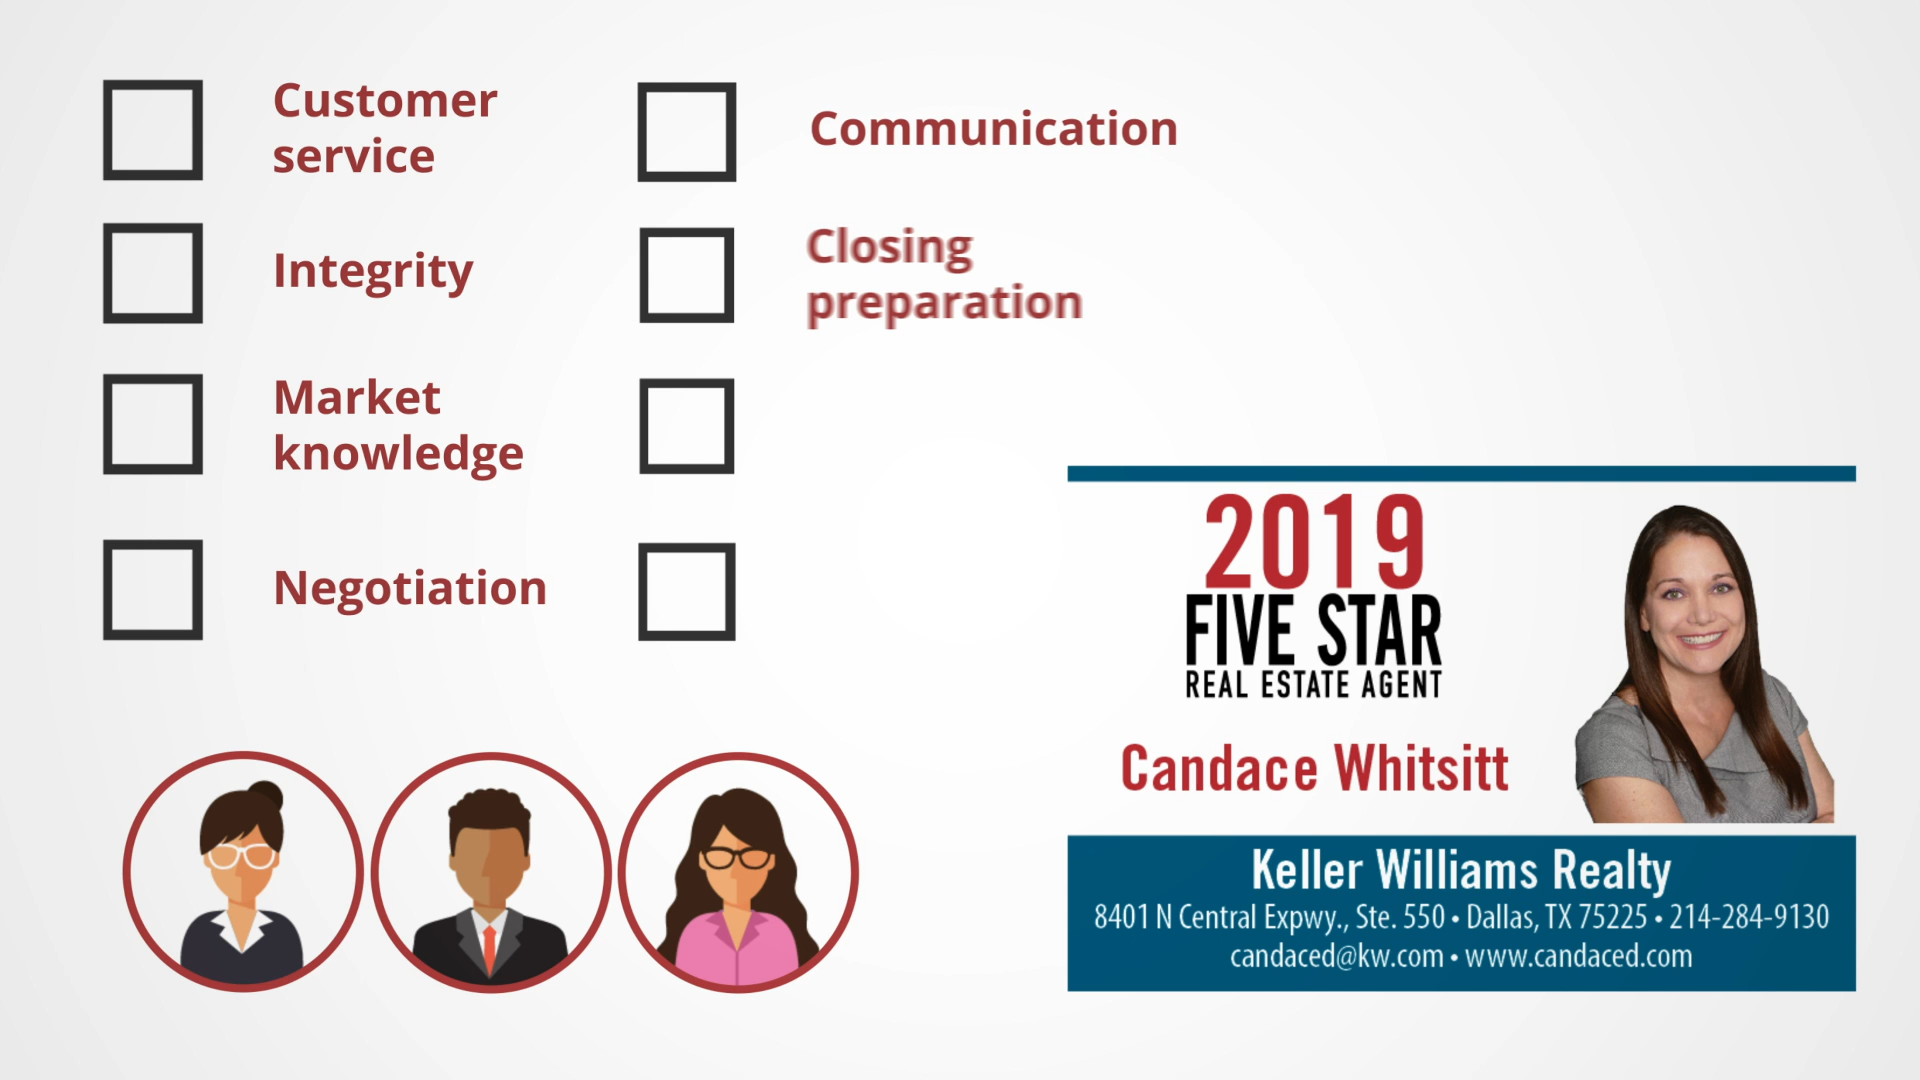 Customer
service
Integrity
Market
knowledge
Negotiation
Communication
Closing
preparation
2019
FIVE STAR
REAL ESTATE AGENT
Candace Whitsitt
Keller Williams Realty
8401 N Central Expwy., Ste. 550 • Dallas, TX 75225 • 214-284-9130
candaced@kw.com • www.candaced.com